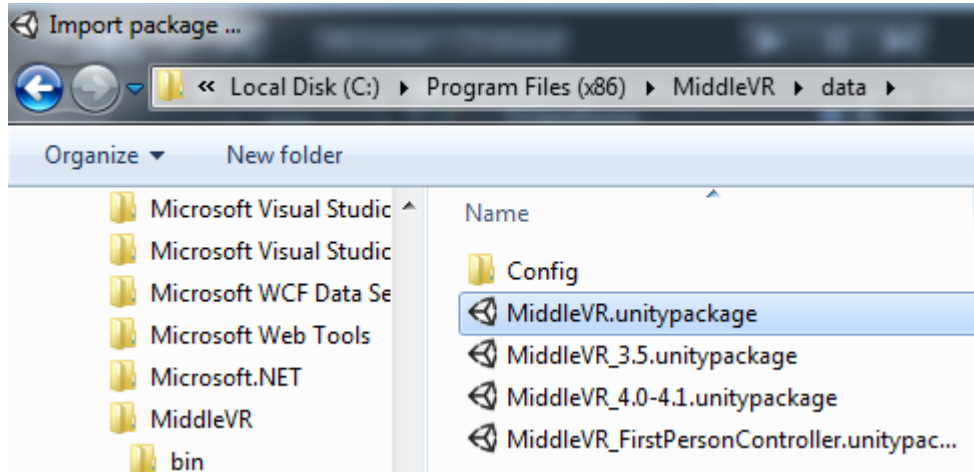 Import package ...
« Local Disk (C:) Program Files (x86) MiddleVR data
Organize New folder
Microsoft Visual Studic
Microsoft Visual Studic
Microsoft WCF Data Se
Microsoft Web Tools
Microsoft.NET
MiddleVR
bin
Name
Config
MiddleVR.unitypackage
MiddleVR_3.5.unitypackage
MiddleVR_4.0-4.1.unitypackage
MiddleVR_FirstPersonController.unitypac...